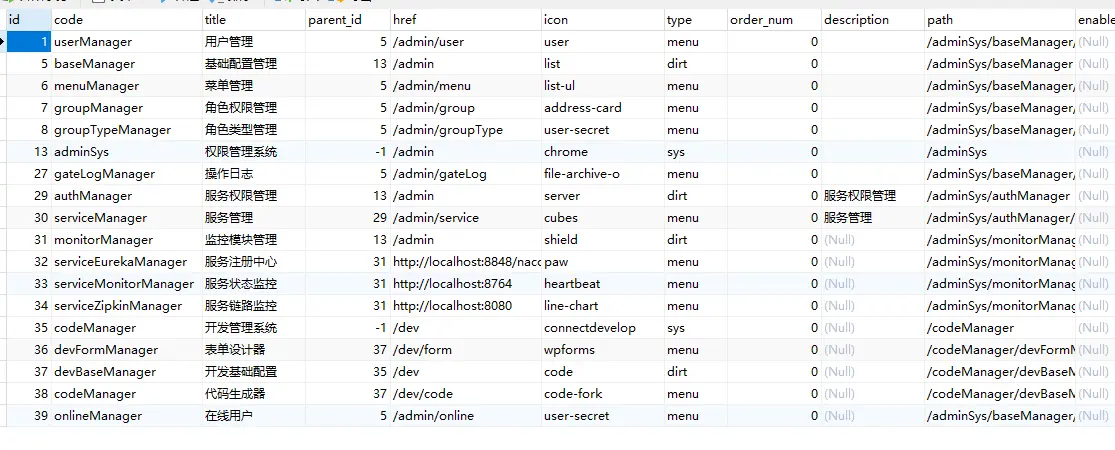 id code title parent_id href icon type order_num description path enable
1 userManager 用户管理 5 /admin/user user menu 0 /adminSys/baseManager/ (Null)
5 baseManager 基础配置管理 13 /admin list dirt 0 /adminSys/baseManager (Null)
6 menuManager 菜单管理 5 /admin/menu list-ul menu 0 /adminSys/baseManager/ (Null)
7 groupManager 角色权限管理 5 /admin/group address-card menu 0 /adminSys/baseManager/ (Null)
8 groupTypeManager 角色类型管理 5 /admin/groupType user-secret menu 0 /adminSys/baseManager/ (Null)
13 adminSys 权限管理系统 -1 /admin chrome sys 0 /adminSys (Null)
27 gateLogManager 操作日志 5 /admin/gateLog file-archive-o menu 0 /adminSys/baseManager/ (Null)
29 authManager 服务权限管理 13 /admin server dirt 0 服务权限管理 /adminSys/authManager (Null)
30 serviceManager 服务管理 29 /admin/service cubes menu 0 服务管理 /adminSys/authManager/ (Null)
31 monitorManager 监控模块管理 13 /admin shield dirt 0 (Null) /adminSys/monitorManag (Null)
32 serviceEurekaManager 服务注册中心 31 http://localhost:8848/naco paw menu 0 (Null) /adminSys/monitorManag (Null)
33 serviceMonitorManager 服务状态监控 31 http://localhost:8764 heartbeat menu 0 (Null) /adminSys/monitorManag (Null)
34 serviceZipkinManager 服务链路监控 31 http://localhost:8080 line-chart menu 0 (Null) /adminSys/monitorManag (Null)
35 codeManager 开发管理系统 -1 /dev connectdevelop sys 0 (Null) /codeManager (Null)
36 devFormManager 表单设计器 37 /dev/form wpforms menu 0 (Null) /codeManager/devFormM (Null)
37 devBaseManager 开发基础配置 35 /dev code dirt 0 (Null) /codeManager/devBaseM (Null)
38 codeManager 代码生成器 37 /dev/code code-fork menu 0 (Null) /codeManager/devBaseM (Null)
39 onlineManager 在线用户 5 /admin/online user-secret menu 0 (Null) /adminSys/baseManager/ (Null)